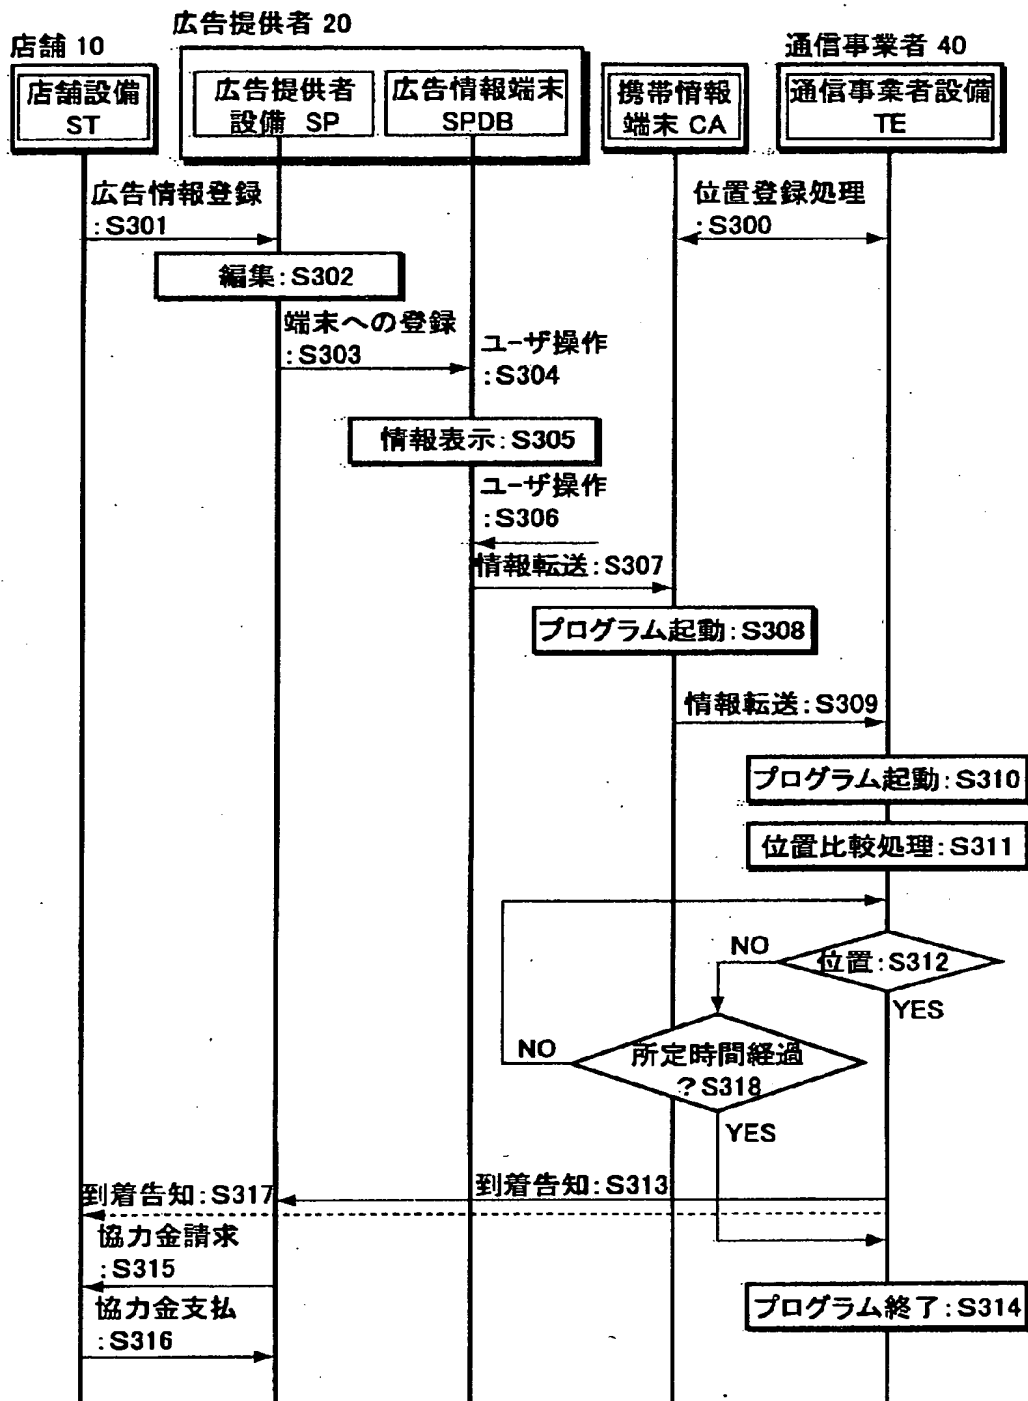 広告提供者 20
店舗 10
通信事業者 40
店舗設備
ST
広告提供者
設備 SP
広告情報端末
SPDB
携帯情報
端末 CA
通信事業者設備
TE
広告情報登録
:S301
位置登録処理
:S300
編集:S302
端末への登録
:S303
ユーザ操作
:S304
情報表示:S305
ユーザ操作
:S306
情報転送:S307
プログラム起動:S308
情報転送:S309
プログラム起動:S310
位置比較処理:S311
NO
位置:S312
YES
NO
所定時間経過
?S318
YES
到着告知:S317
到着告知:S313
協力金請求
:S315
協力金支払
:S316
プログラム終了:S314